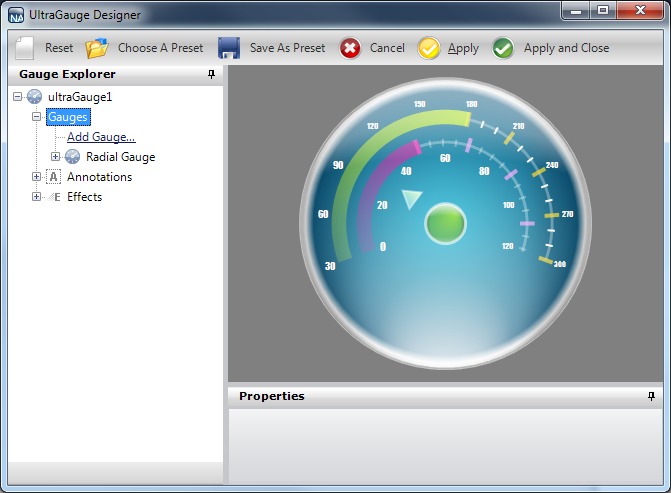 UltraGauge Designer
Reset Choose A Preset Save As Preset Cancel Apply Apply and Close
Gauge Explorer
ultraGauge1
Gauges
Add Gauge...
Radial Gauge
A Annotations
E Effects
30 60 90 120 150 180 210 240 270 300
0 20 40 60 80 100 120
Properties